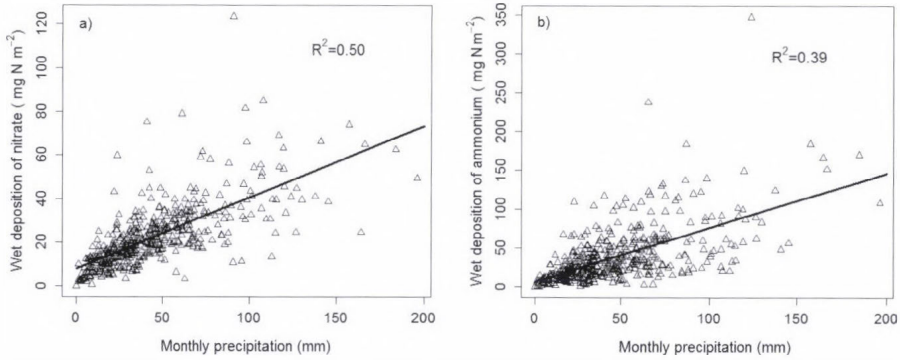 a)
R²=0.50
120
100
80
60
40
20
0
Wet deposition of nitrate ( mg N m⁻²)
0 50 100 150 200
Monthly precipitation (mm)
b)
R²=0.39
350
300
250
200
150
100
50
0
Wet deposition of ammonium ( mg N m⁻²)
0 50 100 150 200
Monthly precipitation (mm)